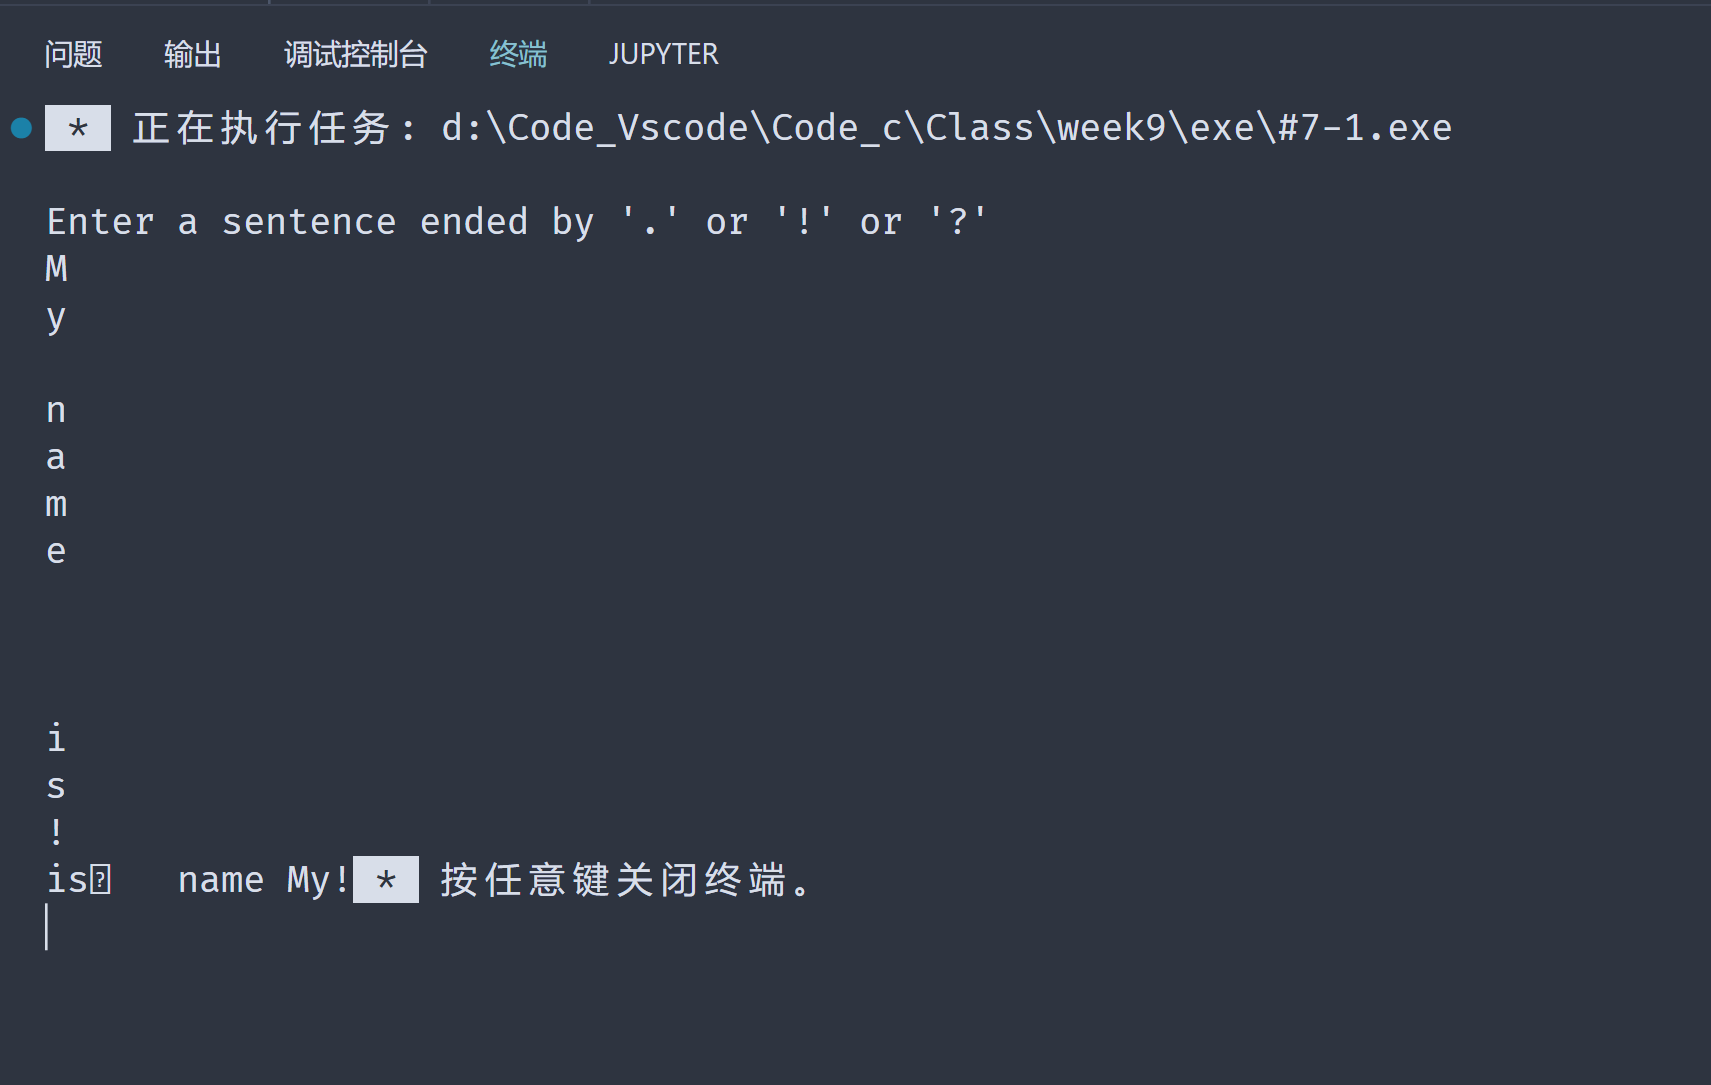 问题 输出 调试控制台 终端 JUPYTER
* 正在执行任务: d:\Code_Vscode\Code_c\Class\week9\exe\#7-1.exe
Enter a sentence ended by '.' or '!' or '?'
M
y
n
a
m
e
i
s
!
is⍰   name My! * 按任意键关闭终端。